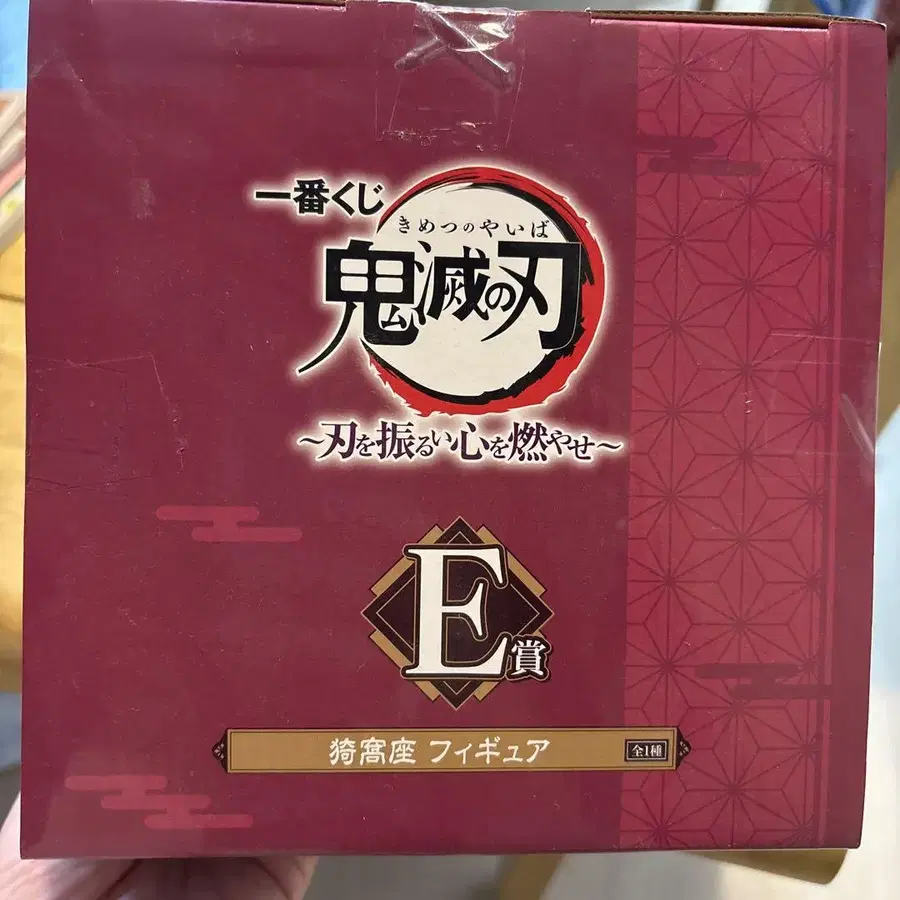 一番くじ
きめつのやいば
鬼滅の刃
～刃を振るい心を燃やせ～
E賞
猗窩座 フィギュア 全1種